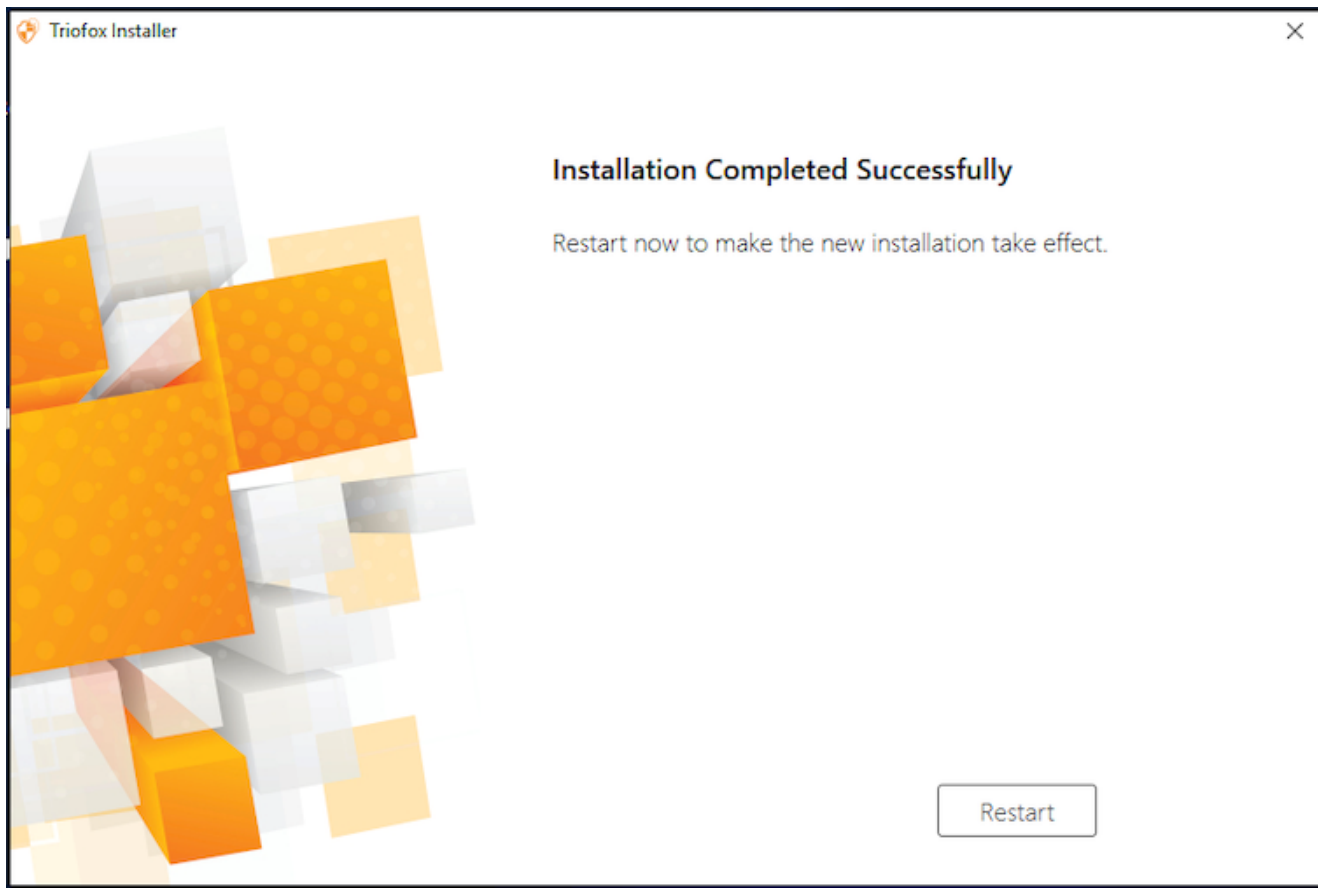 Triofox Installer
Installation Completed Successfully
Restart now to make the new installation take effect.
Restart